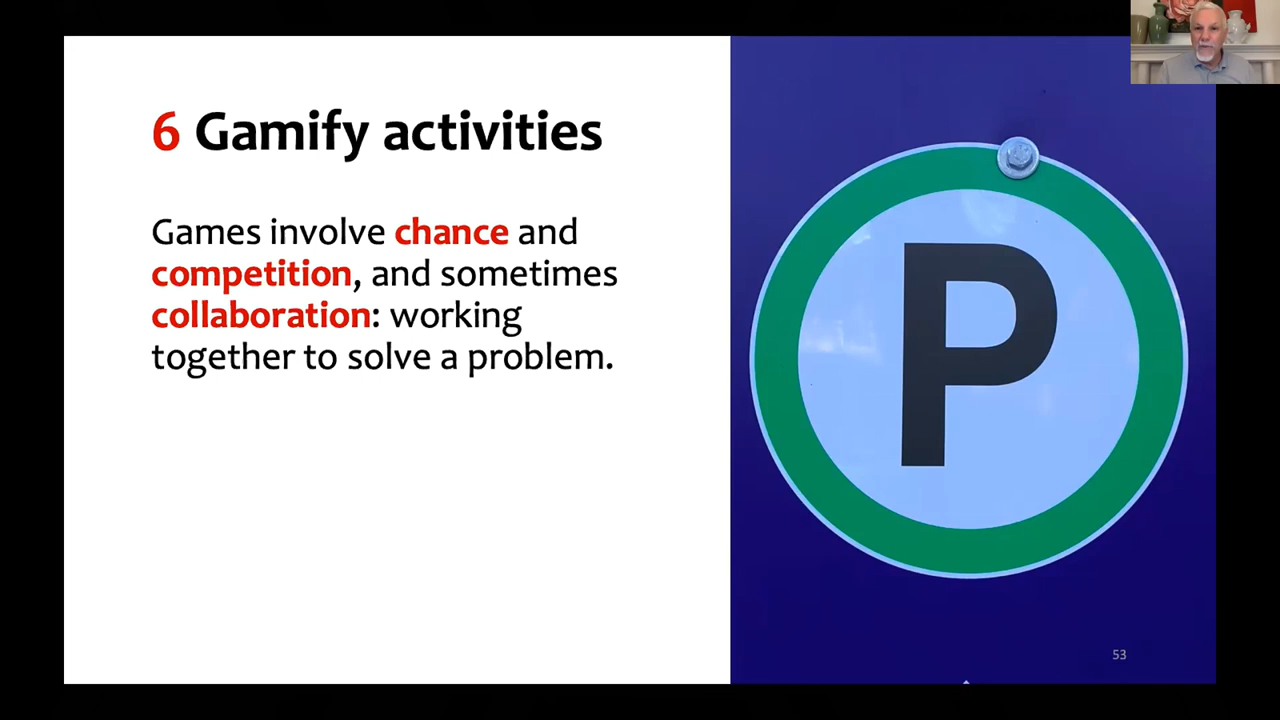 6 Gamify activities
Games involve chance and
competition, and sometimes
collaboration: working
together to solve a problem.
P
53